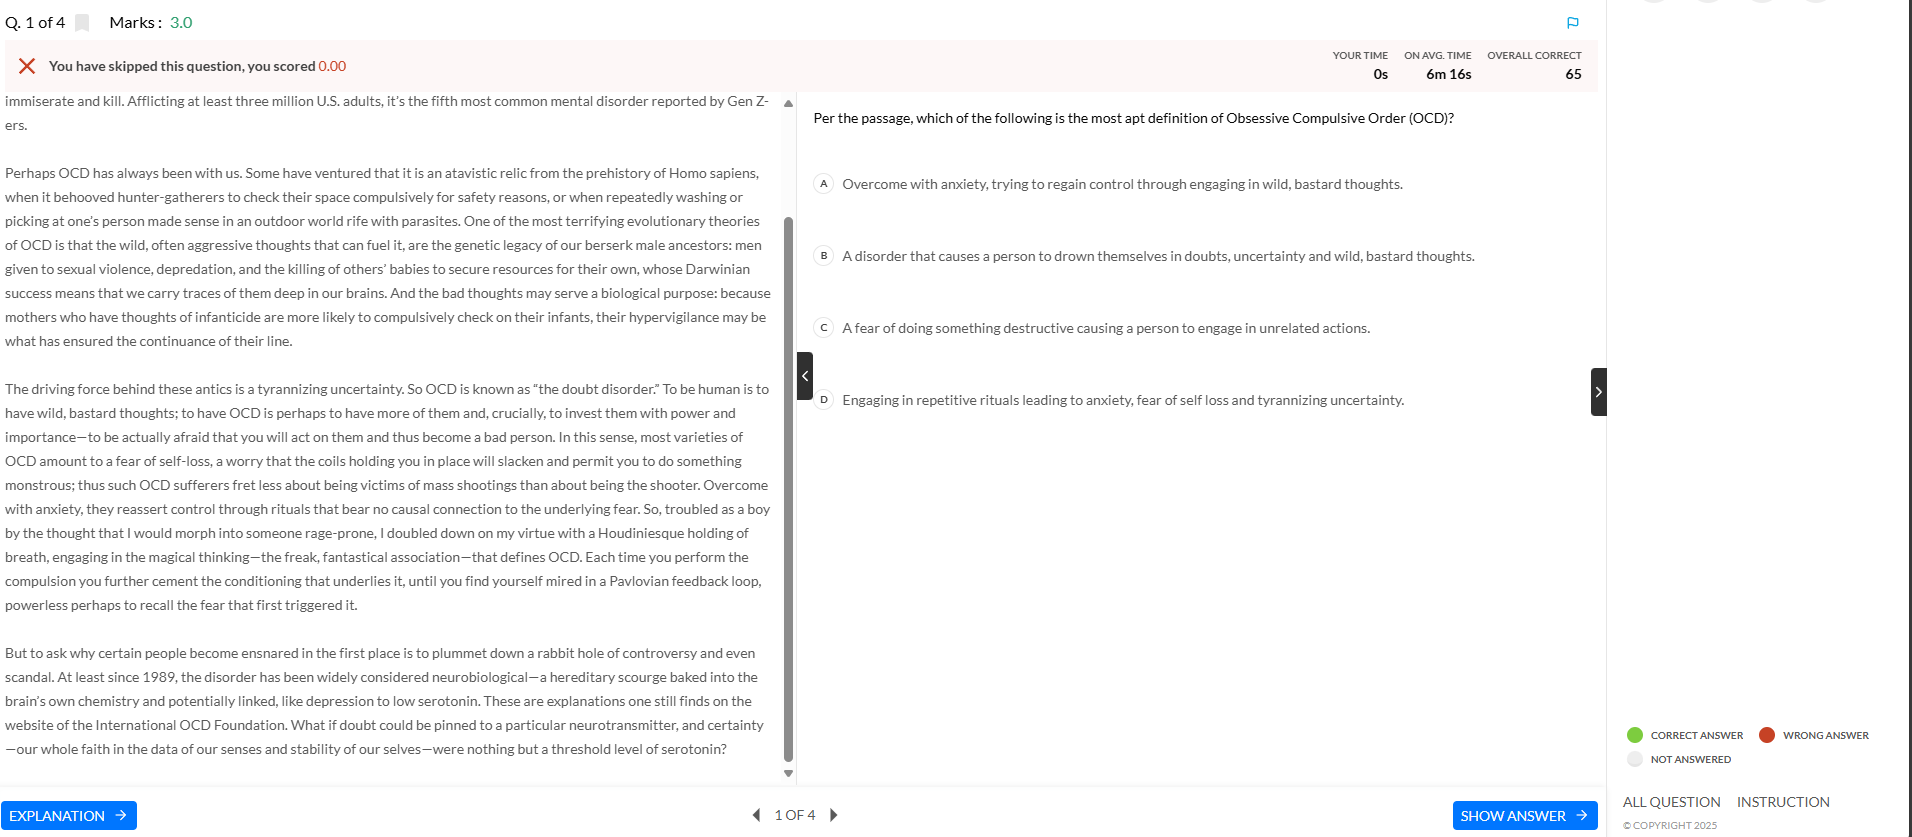 Q. 1 of 4 Marks : 3.0
You have skipped this question, you scored 0.00
YOUR TIME ON AVG. TIME OVERALL CORRECT
0s 6m 16s 65
immiserate and kill. Afflicting at least three million U.S. adults, it's the fifth most common mental disorder reported by Gen Z-
ers.
Perhaps OCD has always been with us. Some have ventured that it is an atavistic relic from the prehistory of Homo sapiens,
when it behooved hunter-gatherers to check their space compulsively for safety reasons, or when repeatedly washing or
picking at one's person made sense in an outdoor world rife with parasites. One of the most terrifying evolutionary theories
of OCD is that the wild, often aggressive thoughts that can fuel it, are the genetic legacy of our berserk male ancestors: men
given to sexual violence, depredation, and the killing of others' babies to secure resources for their own, whose Darwinian
success means that we carry traces of them deep in our brains. And the bad thoughts may serve a biological purpose: because
mothers who have thoughts of infanticide are more likely to compulsively check on their infants, their hypervigilance may be
what has ensured the continuance of their line.
The driving force behind these antics is a tyrannizing uncertainty. So OCD is known as “the doubt disorder.” To be human is to
have wild, bastard thoughts; to have OCD is perhaps to have more of them and, crucially, to invest them with power and
importance—to be actually afraid that you will act on them and thus become a bad person. In this sense, most varieties of
OCD amount to a fear of self-loss, a worry that the coils holding you in place will slacken and permit you to do something
monstrous; thus such OCD sufferers fret less about being victims of mass shootings than about being the shooter. Overcome
with anxiety, they reassert control through rituals that bear no causal connection to the underlying fear. So, troubled as a boy
by the thought that I would morph into someone rage-prone, I doubled down on my virtue with a Houdiniesque holding of
breath, engaging in the magical thinking—the freak, fantastical association—that defines OCD. Each time you perform the
compulsion you further cement the conditioning that underlies it, until you find yourself mired in a Pavlovian feedback loop,
powerless perhaps to recall the fear that first triggered it.
But to ask why certain people become ensnared in the first place is to plummet down a rabbit hole of controversy and even
scandal. At least since 1989, the disorder has been widely considered neurobiological—a hereditary scourge baked into the
brain's own chemistry and potentially linked, like depression to low serotonin. These are explanations one still finds on the
website of the International OCD Foundation. What if doubt could be pinned to a particular neurotransmitter, and certainty
—our whole faith in the data of our senses and stability of our selves—were nothing but a threshold level of serotonin?
Per the passage, which of the following is the most apt definition of Obsessive Compulsive Order (OCD)?
A Overcome with anxiety, trying to regain control through engaging in wild, bastard thoughts.
B A disorder that causes a person to drown themselves in doubts, uncertainty and wild, bastard thoughts.
C A fear of doing something destructive causing a person to engage in unrelated actions.
D Engaging in repetitive rituals leading to anxiety, fear of self loss and tyrannizing uncertainty.
CORRECT ANSWER WRONG ANSWER
NOT ANSWERED
ALL QUESTION INSTRUCTION
© COPYRIGHT 2025
EXPLANATION
1 OF 4
SHOW ANSWER